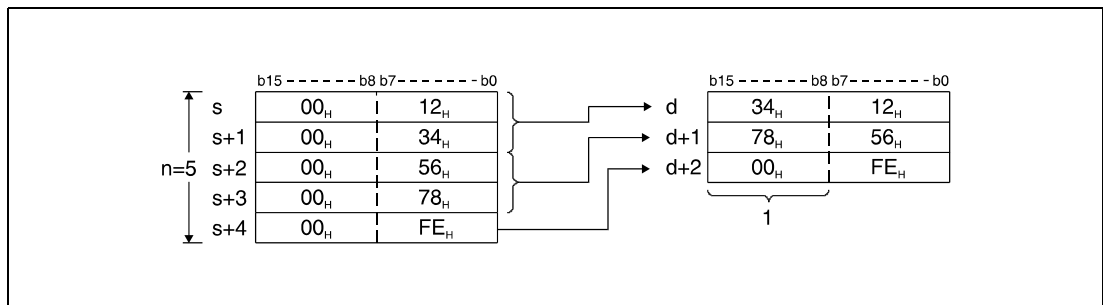 b15 ------- b8 b7 -------- b0 b15 ------- b8 b7 -------- b0
s 00H 12H d 34H 12H
s+1 00H 34H d+1 78H 56H
n=5 s+2 00H 56H d+2 00H FEH
s+3 00H 78H 1
s+4 00H FEH